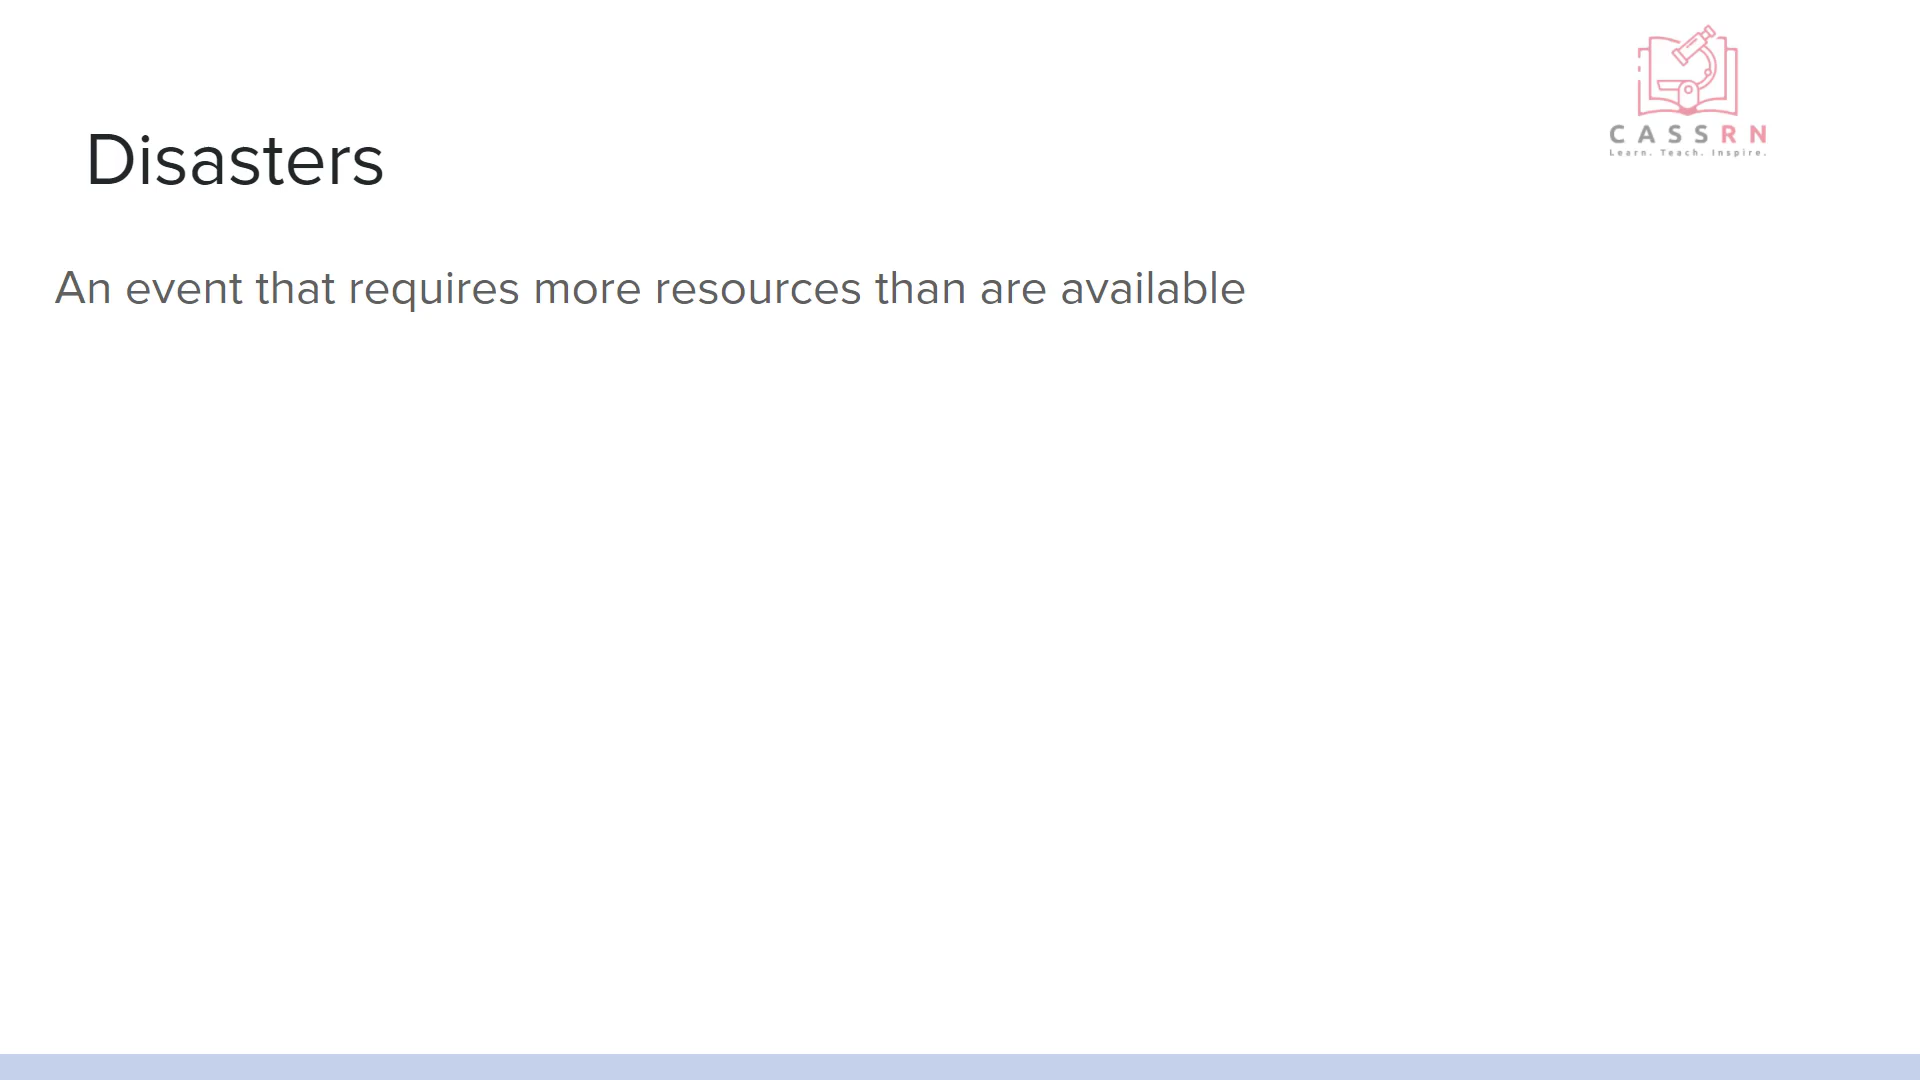 CASSRN
Learn. Teach. Inspire.
Disasters
An event that requires more resources than are available